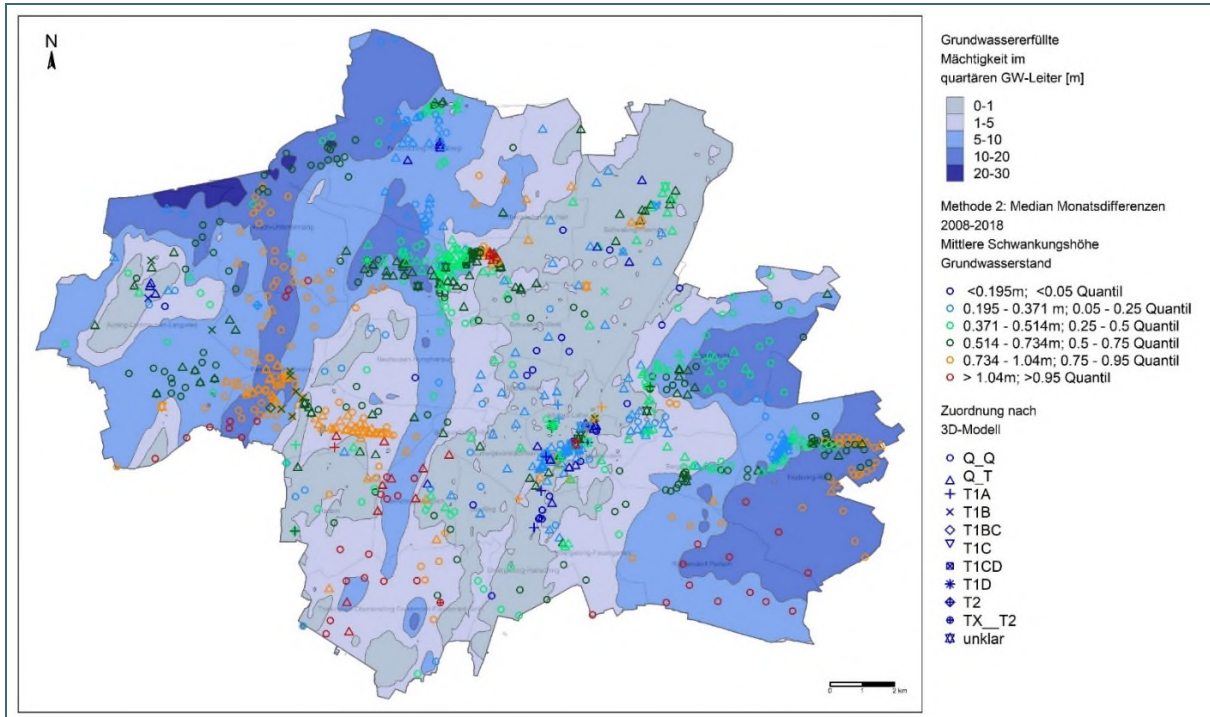 N
Grundwassererfüllte
Mächtigkeit im
quartären GW-Leiter [m]
0-1
1-5
5-10
10-20
20-30
Methode 2: Median Monatsdifferenzen
2008-2018
Mittlere Schwankungshöhe
Grundwasserstand
<0.195m; <0.05 Quantil
0.195 - 0.371 m; 0.05 - 0.25 Quantil
0.371 - 0.514m; 0.25 - 0.5 Quantil
0.514 - 0.734m; 0.5 - 0.75 Quantil
0.734 - 1.04m; 0.75 - 0.95 Quantil
> 1.04m; >0.95 Quantil
Zuordnung nach
3D-Modell
Q_Q
Q_T
T1A
T1B
T1BC
T1C
T1CD
T1D
T2
TX__T2
unklar
0 1 2 km